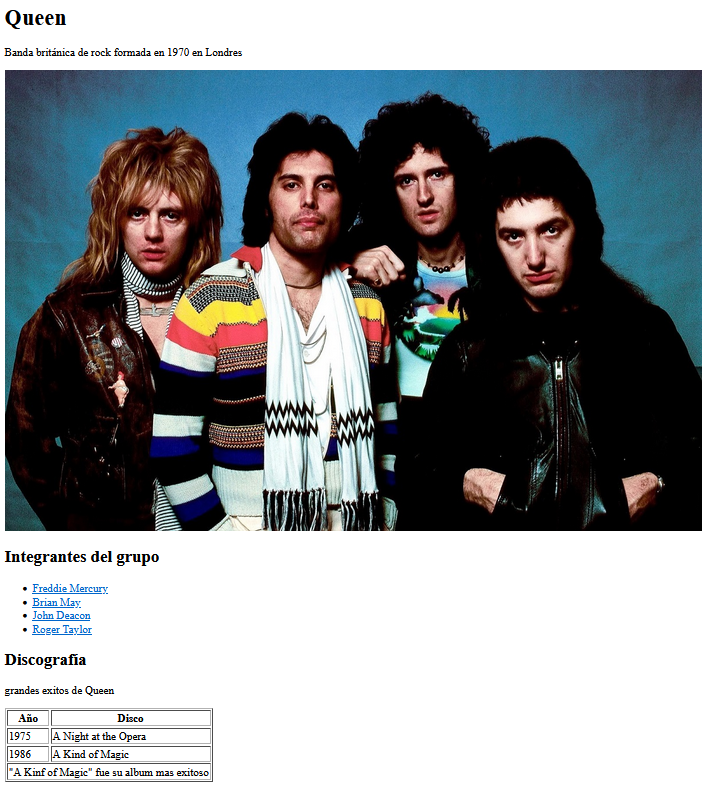 Queen
Banda británica de rock formada en 1970 en Londres
Integrantes del grupo
Freddie Mercury
Brian May
John Deacon
Roger Taylor
Discografía
grandes exitos de Queen
Año Disco
1975 A Night at the Opera
1986 A Kind of Magic
"A Kinf of Magic" fue su album mas exitoso